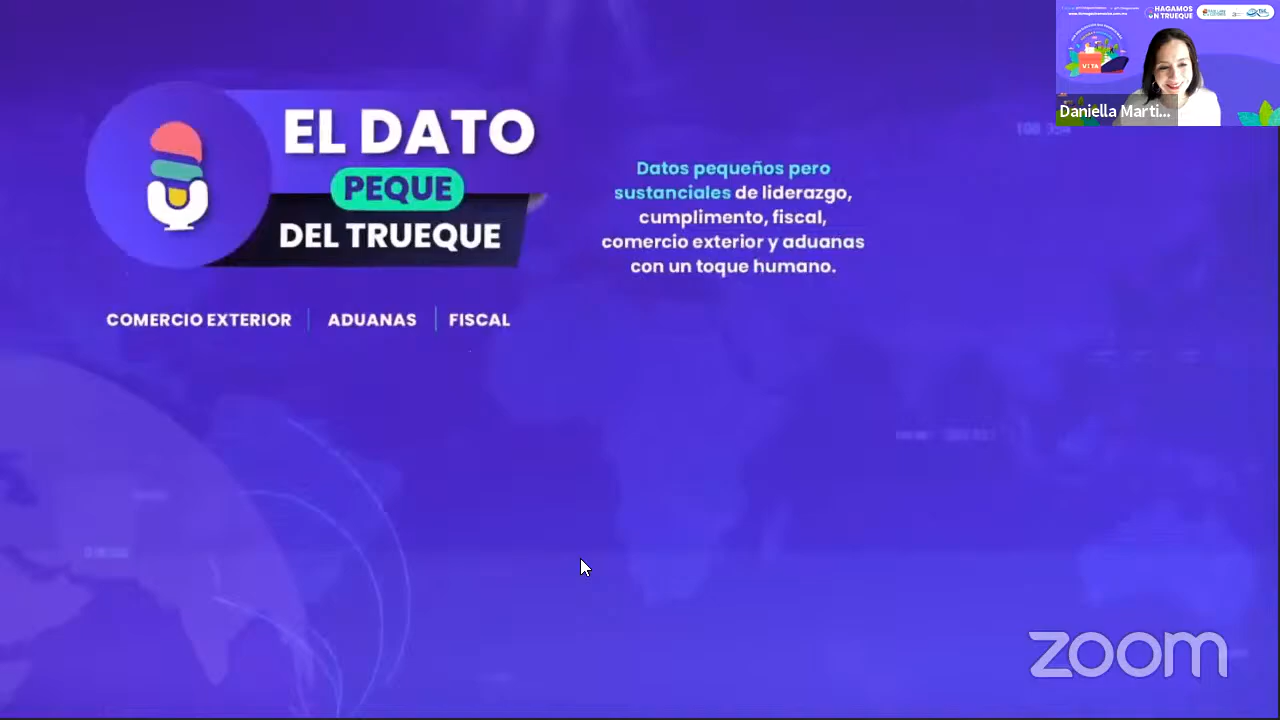 EL DATO
PEQUE
DEL TRUEQUE
COMERCIO EXTERIOR
ADUANAS
FISCAL
Datos pequeños pero
sustanciales de liderazgo,
cumplimento, fiscal,
comercio exterior y aduanas
con un toque humano.
HAGAMOS
UN TRUEQUE
VITA
Daniella Marti...
zoom